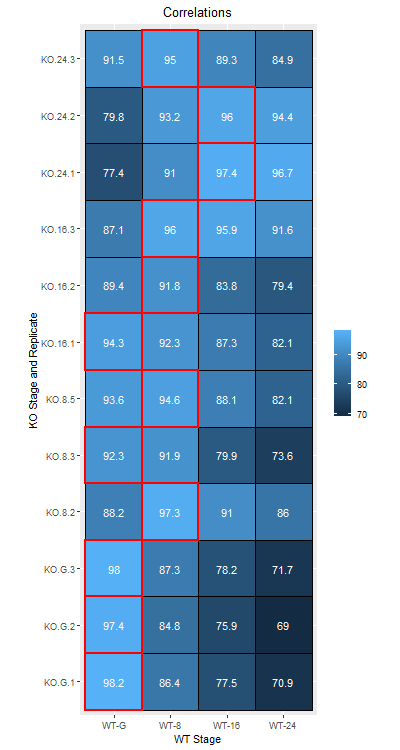 Correlations
KO.24.3 91.5 95 89.3 84.9
KO.24.2 79.8 93.2 96 94.4
KO.24.1 77.4 91 97.4 96.7
KO.16.3 87.1 96 95.9 91.6
KO.16.2 89.4 91.8 83.8 79.4
KO.16.1 94.3 92.3 87.3 82.1
KO.8.5 93.6 94.6 88.1 82.1
KO.8.3 92.3 91.9 79.9 73.6
KO.8.2 88.2 97.3 91 86
KO.G.3 98 87.3 78.2 71.7
KO.G.2 97.4 84.8 75.9 69
KO.G.1 98.2 86.4 77.5 70.9
WT-G WT-8 WT-16 WT-24
WT Stage
KO Stage and Replicate
90
80
70